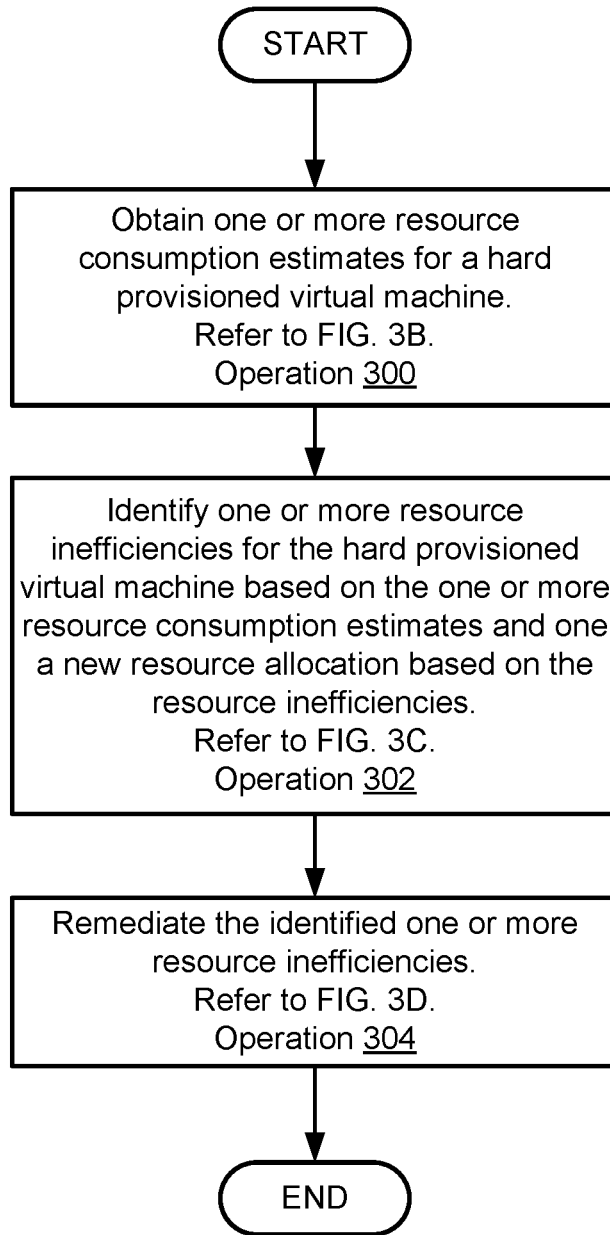 START
Obtain one or more resource
consumption estimates for a hard
provisioned virtual machine.
Refer to FIG. 3B.
Operation 300
Identify one or more resource
inefficiencies for the hard provisioned
virtual machine based on the one or more
resource consumption estimates and one
a new resource allocation based on the
resource inefficiencies.
Refer to FIG. 3C.
Operation 302
Remediate the identified one or more
resource inefficiencies.
Refer to FIG. 3D.
Operation 304
END